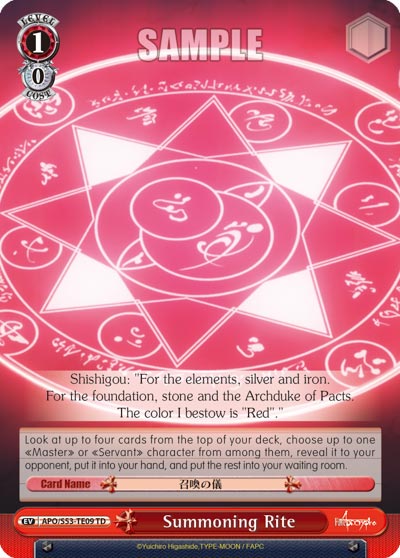 LEVEL
1
0
COST
SAMPLE
Shishigou: "For the elements, silver and iron.
For the foundation, stone and the Archduke of Pacts.
The color I bestow is "Red"."
Look at up to four cards from the top of your deck, choose up to one
«Master» or «Servant» character from among them, reveal it to your
opponent, put it into your hand, and put the rest into your waiting room.
Card Name 召喚の儀
EV APO/S53-TE09 TD Summoning Rite Fate Apocrypha
©Yuichiro Higashide,TYPE-MOON / FAPC